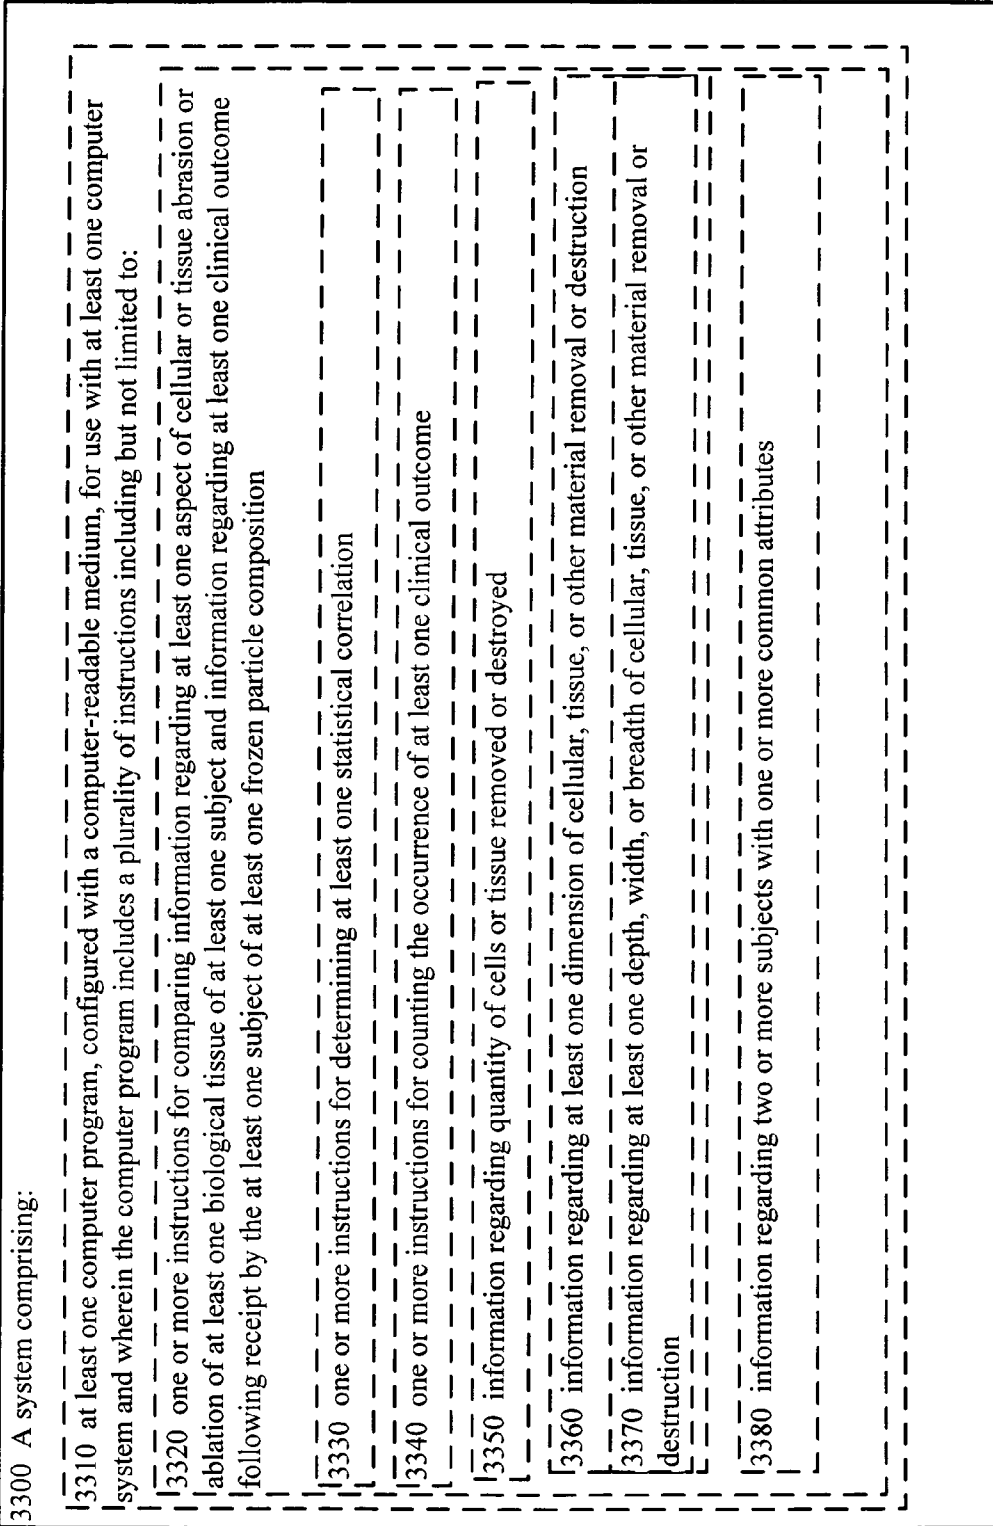 3300 A system comprising:
3310 at least one computer program, configured with a computer-readable medium, for use with at least one computer
system and wherein the computer program includes a plurality of instructions including but not limited to:
3320 one or more instructions for comparing information regarding at least one aspect of cellular or tissue abrasion or
ablation of at least one biological tissue of at least one subject and information regarding at least one clinical outcome
following receipt by the at least one subject of at least one frozen particle composition
3330 one or more instructions for determining at least one statistical correlation
3340 one or more instructions for counting the occurrence of at least one clinical outcome
3350 information regarding quantity of cells or tissue removed or destroyed
3360 information regarding at least one dimension of cellular, tissue, or other material removal or destruction
3370 information regarding at least one depth, width, or breadth of cellular, tissue, or other material removal or
destruction
3380 information regarding two or more subjects with one or more common attributes